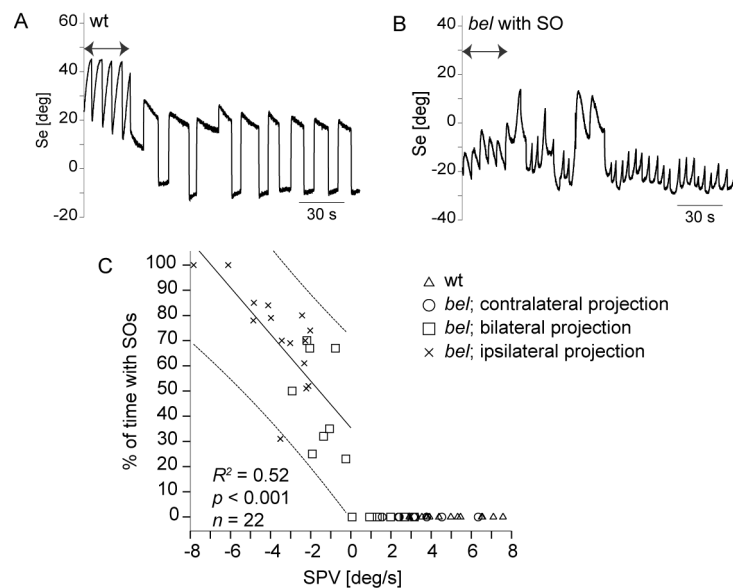 A
wt
60
40
20
0
-20
Se [deg]
30 s
B
bel with SO
40
20
0
-20
-40
Se [deg]
30 s
C
100
90
80
70
60
50
40
30
20
10
0
% of time with SOs
R² = 0.52
p < 0.001
n = 22
-8 -6 -4 -2 0 2 4 6 8
SPV [deg/s]
wt
bel; contralateral projection
bel; bilateral projection
bel; ipsilateral projection